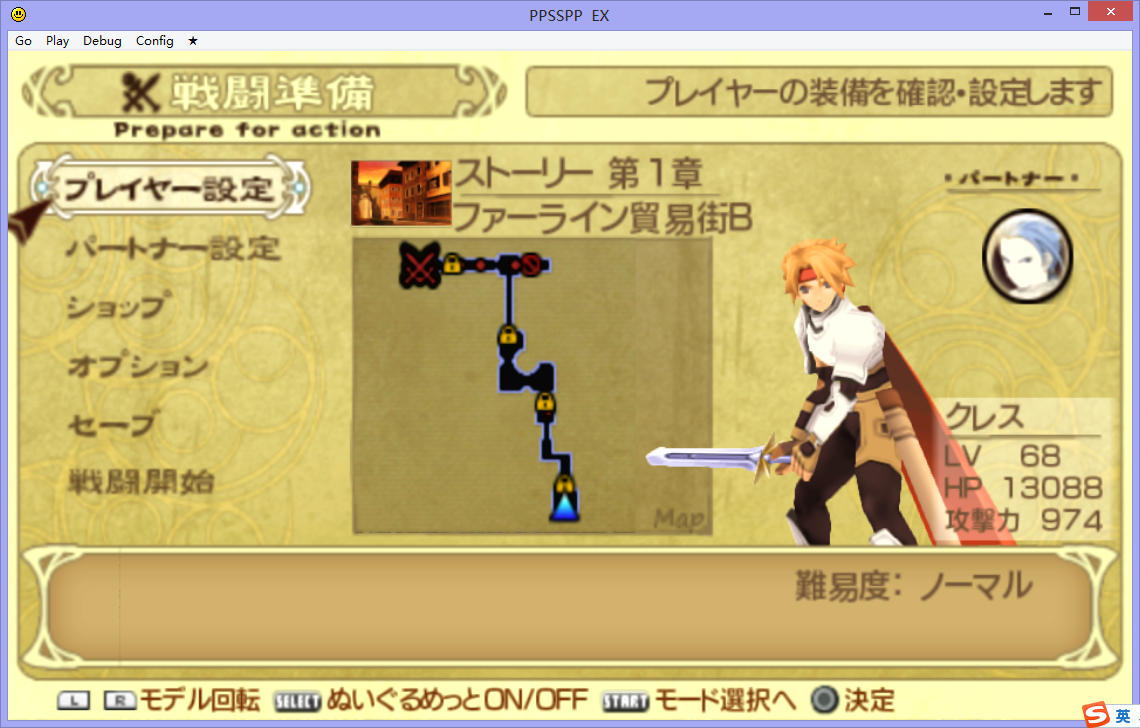 PPSSPP EX
Go Play Debug Config ★
戦闘準備
Prepare for action
プレイヤーの装備を確認・設定します
プレイヤー設定
パートナー設定
ショップ
オプション
セーブ
戦闘開始
ストーリー 第1章
ファーライン貿易街B
Map
・パートナー・
クレス
LV 68
HP 13088
攻撃力 974
難易度：ノーマル
L R モデル回転 SELECT ぬいぐるめっとON/OFF START モード選択へ 決定
S 英